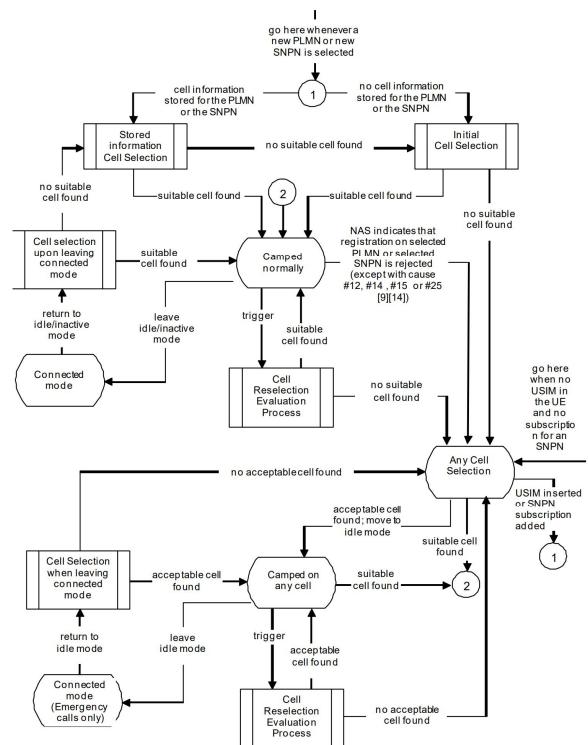 go here whenever a
new PLMN or new
SNPN is selected
cell information
stored for the PLMN
or the SNPN
1
no cell information
stored for the PLMN
or the SNPN
Stored
information
Cell Selection
no suitable cell found
Initial
Cell Selection
no suitable
cell found
suitable cell found
2
suitable cell found
no suitable
cell found
Cell selection
upon leaving
connected
mode
suitable
cell found
Camped
normally
NAS indicates that
registration on selected
PLMN or selected
SNPN is rejected
(except with cause
#12, #14 , #15 or #25
[9][14])
return to
idle/inactive
mode
leave
idle/inactive
mode
trigger
suitable
cell found
Connected
mode
Cell
Reselection
Evaluation
Process
no suitable
cell found
go here
when no
USIM in
the UE
and no
subscriptio
n for an
SNPN
no acceptable cell found
Any Cell
Selection
USIM inserted
or SNPN
subscription
added
1
acceptable cell
found; move to
idle mode
suitable
cell found
Cell Selection
when leaving
connected
mode
acceptable cell
found
Camped on
any cell
suitable
cell found
2
return to
idle mode
leave
idle mode
trigger
acceptable
cell found
Connected
mode
(Emergency
calls only)
Cell
Reselection
Evaluation
Process
no acceptable
cell found